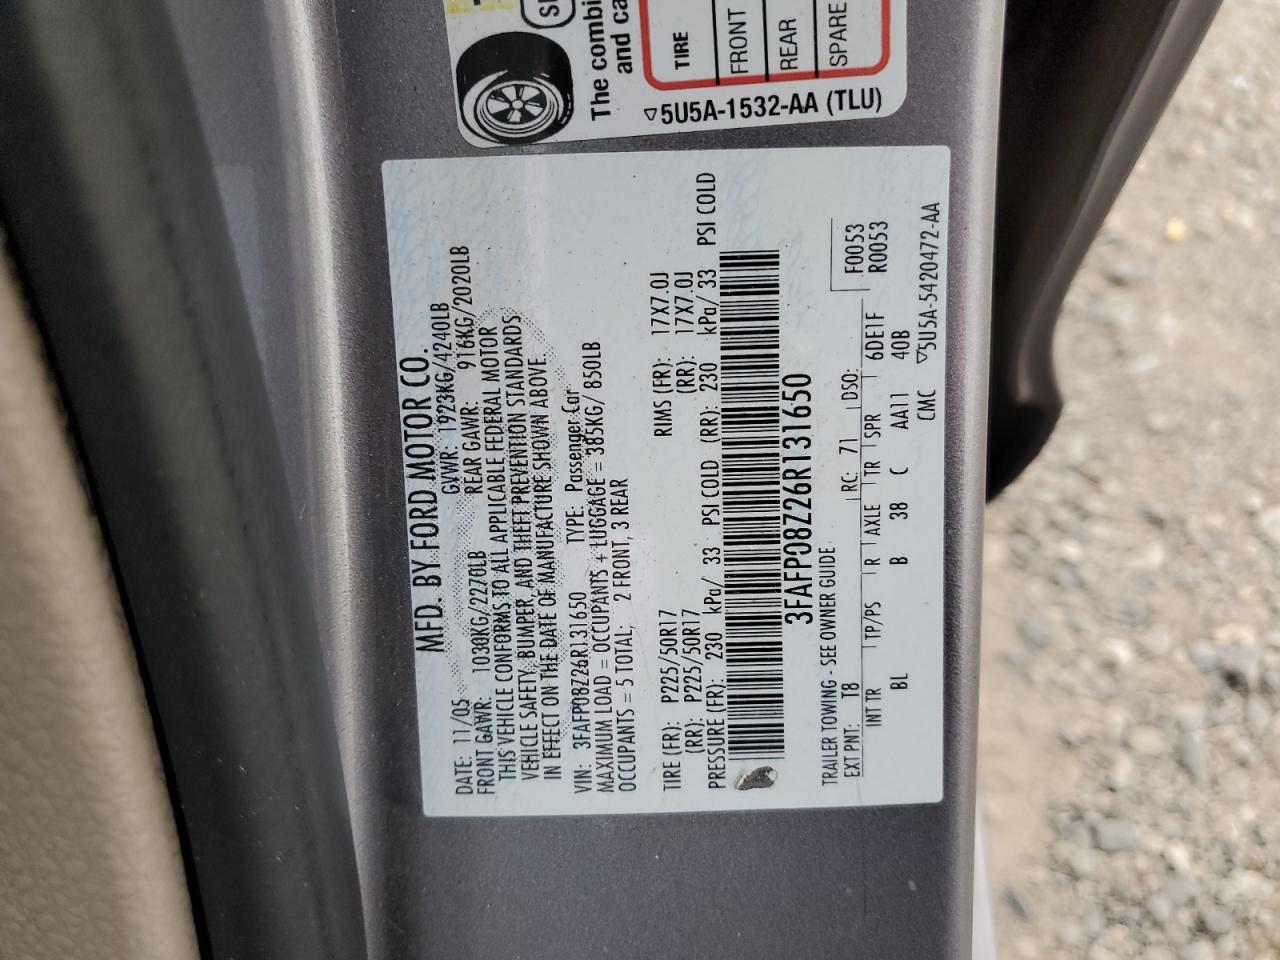 SE
The combi
and ca
TIRE
FRONT
REAR
SPARE
▽5U5A-1532-AA (TLU)
MFD. BY FORD MOTOR CO.
DATE: 11/05 GVWR: 1923KG/4240LB
FRONT GAWR: 1030KG/2270LB REAR GAWR: 916KG/2020LB
THIS VEHICLE CONFORMS TO ALL APPLICABLE FEDERAL MOTOR
VEHICLE SAFETY, BUMPER, AND THEFT PREVENTION STANDARDS
IN EFFECT ON THE DATE OF MANUFACTURE SHOWN ABOVE.
VIN: 3FAFP08Z26R131650 TYPE: Passenger Car
MAXIMUM LOAD = OCCUPANTS + LUGGAGE = 385KG/ 850LB
OCCUPANTS = 5 TOTAL: 2 FRONT, 3 REAR
TIRE (FR): P225/50R17 RIMS (FR): 17X7.0J
(RR): P225/50R17 (RR): 17X7.0J
PRESSURE (FR): 230 kPa/ 33 PSI COLD (RR): 230 kPa/ 33 PSI COLD
3FAFP08Z26R131650
TRAILER TOWING - SEE OWNER GUIDE
F0053
EXT PNT: T8 RC: 71 DSO: R0053
INT TR TP/PS R AXLE TR SPR 6DE1F
BL B 38 C AA11 40B
CMC ▽5U5A-5420472-AA